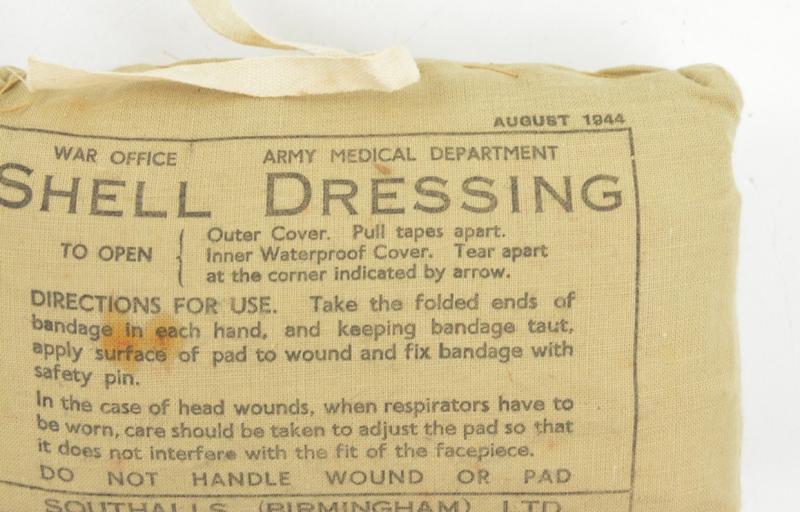 AUGUST 1944
WAR OFFICE ARMY MEDICAL DEPARTMENT
SHELL DRESSING
TO OPEN { Outer Cover. Pull tapes apart.
Inner Waterproof Cover. Tear apart
at the corner indicated by arrow.
DIRECTIONS FOR USE. Take the folded ends of
bandage in each hand, and keeping bandage taut,
apply surface of pad to wound and fix bandage with
safety pin.
In the case of head wounds, when respirators have to
be worn, care should be taken to adjust the pad so that
it does not interfere with the fit of the facepiece.
DO NOT HANDLE WOUND OR PAD
SOUTHALLS (BIRMINGHAM) LTD